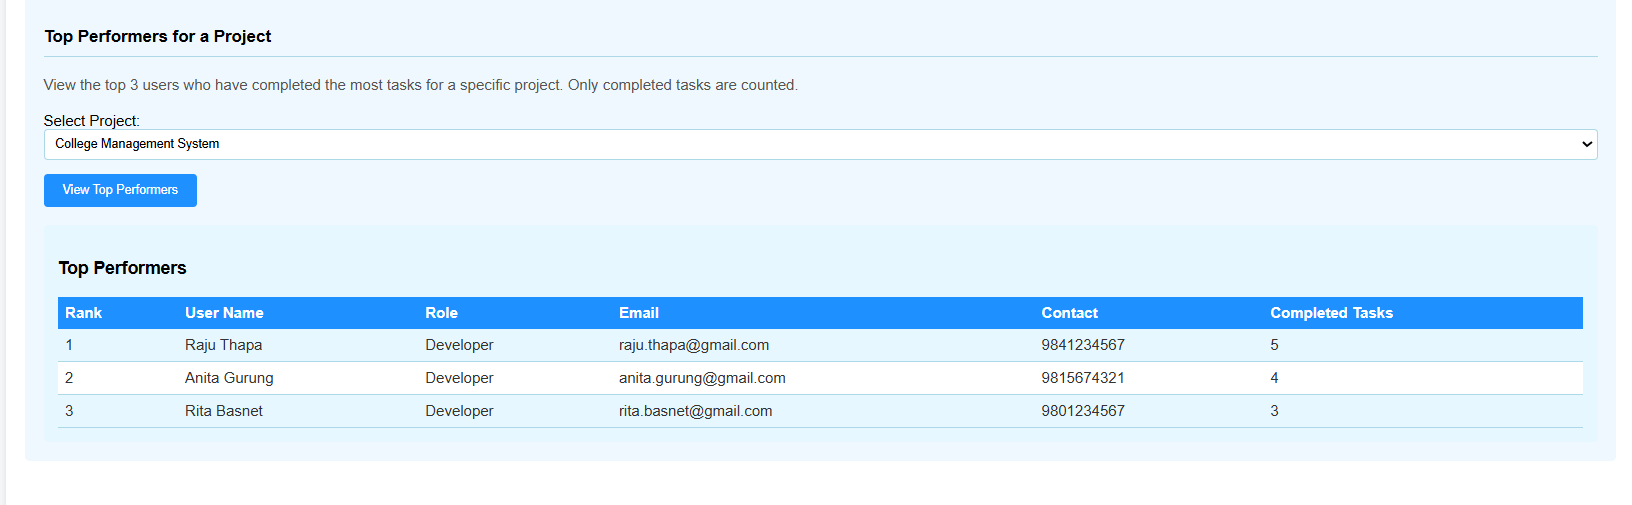 Top Performers for a Project
View the top 3 users who have completed the most tasks for a specific project. Only completed tasks are counted.
Select Project:
College Management System
View Top Performers
Top Performers
Rank User Name Role Email Contact Completed Tasks
1 Raju Thapa Developer raju.thapa@gmail.com 9841234567 5
2 Anita Gurung Developer anita.gurung@gmail.com 9815674321 4
3 Rita Basnet Developer rita.basnet@gmail.com 9801234567 3